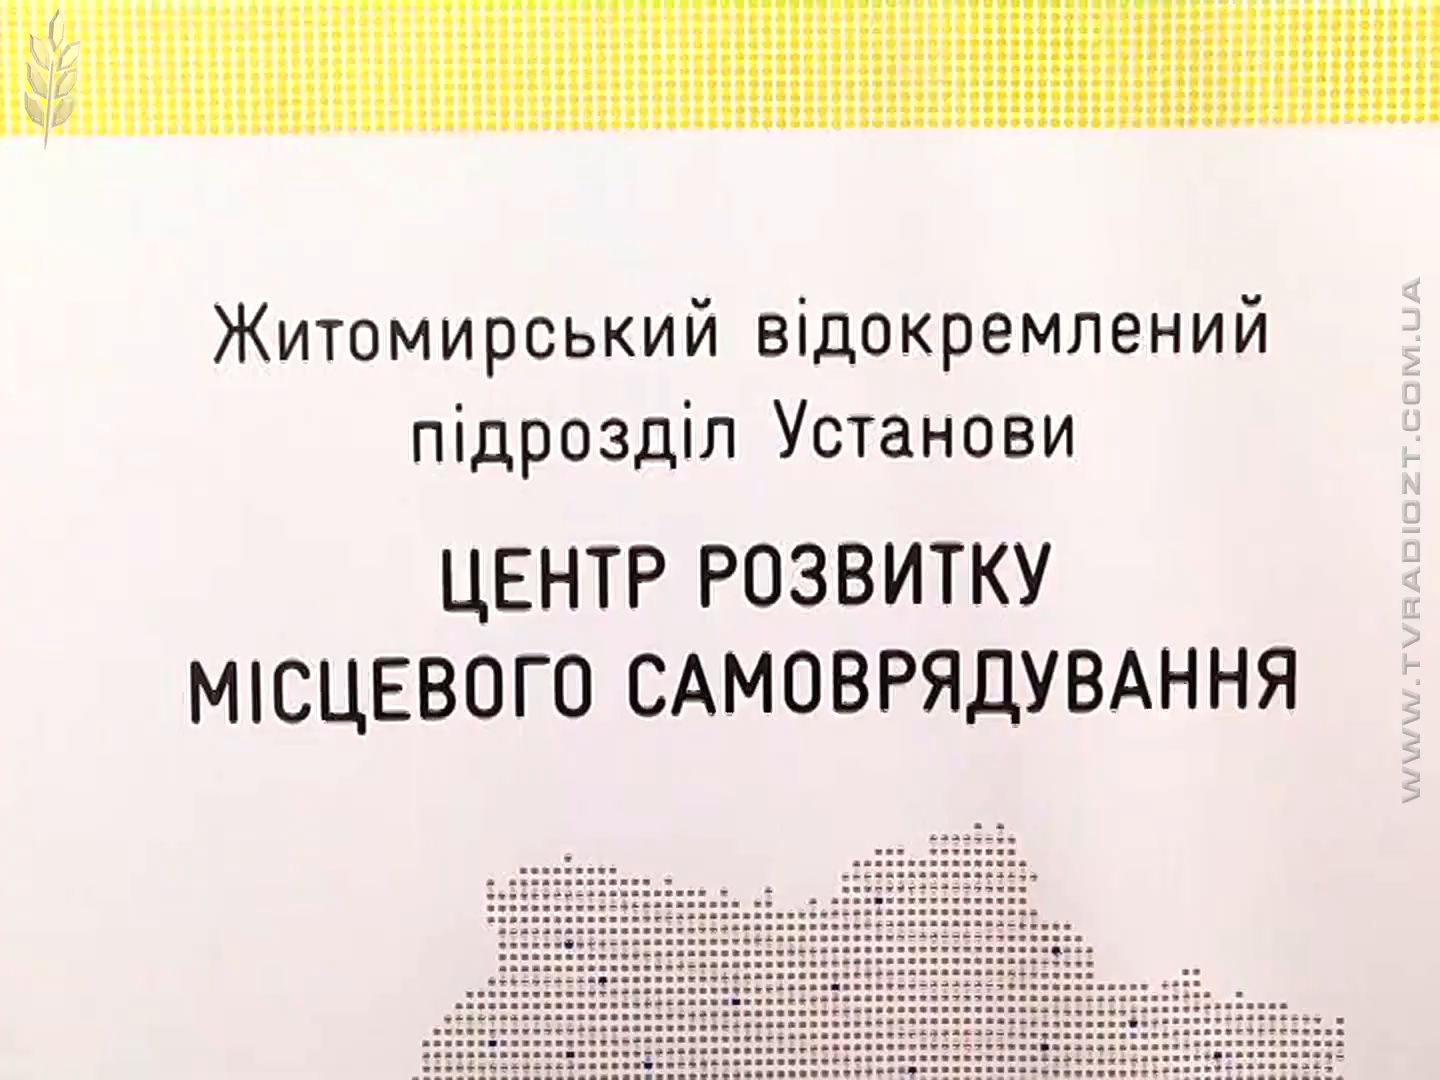 Житомирський відокремлений
підрозділ Установи
ЦЕНТР РОЗВИТКУ
МІСЦЕВОГО САМОВРЯДУВАННЯ
WWW.TVRADIOZT.COM.UA